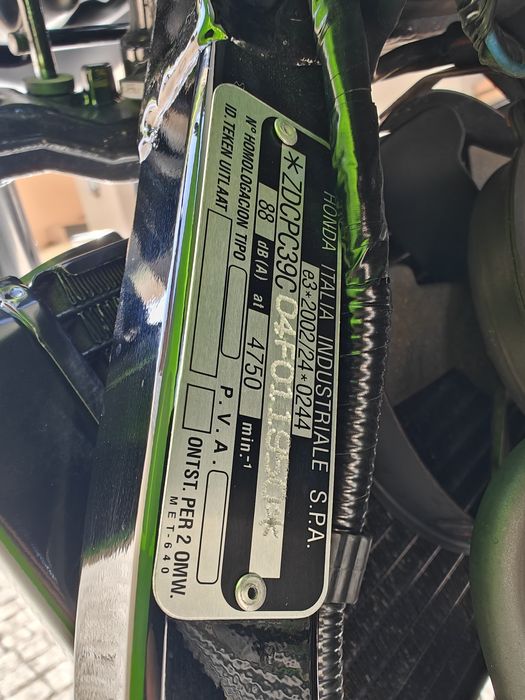 HONDA ITALIA INDUSTRIALE S.P.A.
e3*2002/24*0244
*ZDCPC39C04F011950*
88 dB(A) at 4750 min.-1
Nº HOMOLOGACION TIPO P.V.A.
ID.TEKEN UITLAAT ONTST. PER 2 OMW.
MET-640